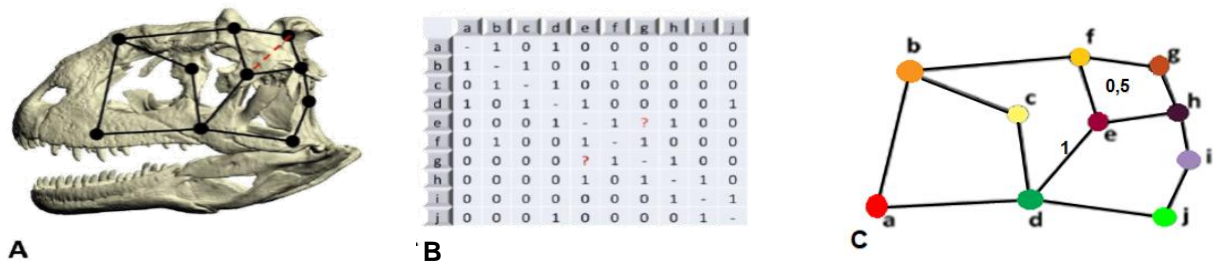 A
a b c d e f g h i j
a - 1 0 1 0 0 0 0 0 0
b 1 - 1 0 0 1 0 0 0 0
c 0 1 - 1 0 0 0 0 0 0
d 1 0 1 - 1 0 0 0 0 1
e 0 0 0 1 - 1 ? 1 0 0
f 0 1 0 0 1 - 1 0 0 0
g 0 0 0 0 ? 1 - 1 0 0
h 0 0 0 0 1 0 1 - 1 0
i 0 0 0 0 0 0 0 1 - 1
j 0 0 0 1 0 0 0 0 1 -
B
f
b
g
0,5
c
h
e
1
i
a
d
j
C